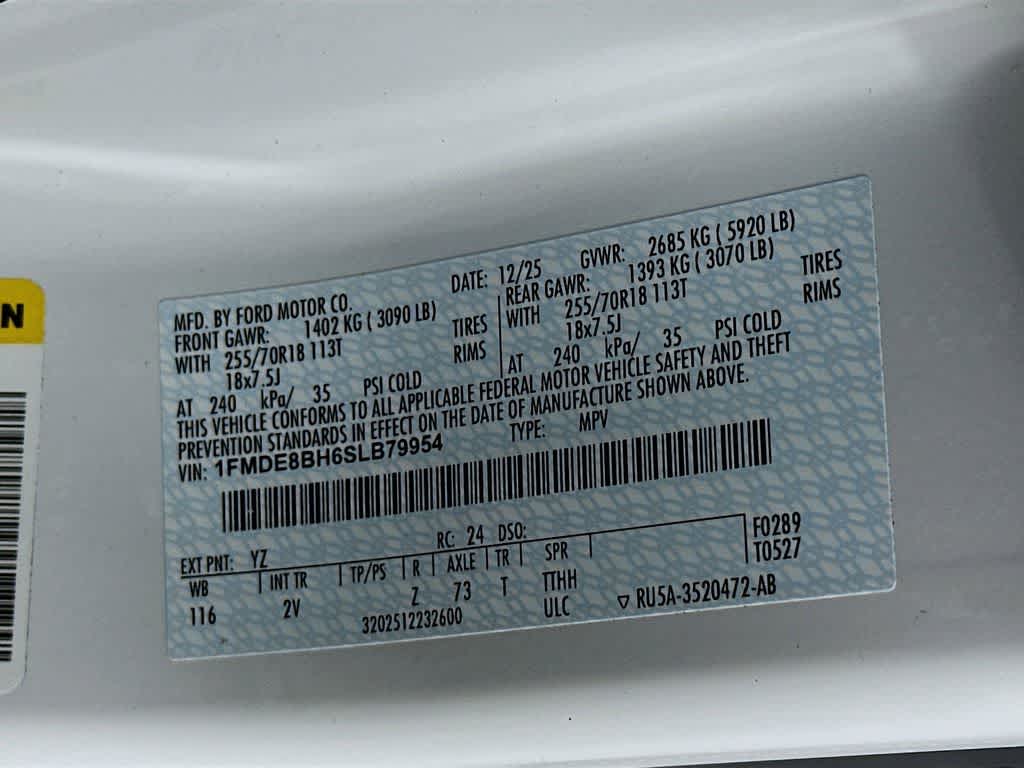 N
MFD. BY FORD MOTOR CO. DATE: 12/25 GVWR: 2685 KG ( 5920 LB)
FRONT GAWR: 1402 KG ( 3090 LB) REAR GAWR: 1393 KG ( 3070 LB)
WITH 255/70R18 113T TIRES WITH 255/70R18 113T TIRES
18x7.5J RIMS 18x7.5J RIMS
AT 240 kPa/ 35 PSI COLD AT 240 kPa/ 35 PSI COLD
THIS VEHICLE CONFORMS TO ALL APPLICABLE FEDERAL MOTOR VEHICLE SAFETY AND THEFT
PREVENTION STANDARDS IN EFFECT ON THE DATE OF MANUFACTURE SHOWN ABOVE.
VIN: 1FMDE8BH6SLB79954 TYPE: MPV
EXT PNT: YZ RC: 24 DSO: F0289
WB INT TR TP/PS R AXLE TR SPR T0527
116 2V Z 73 T TTHH
3202512232600 ULC ▽ RU5A-3520472-AB